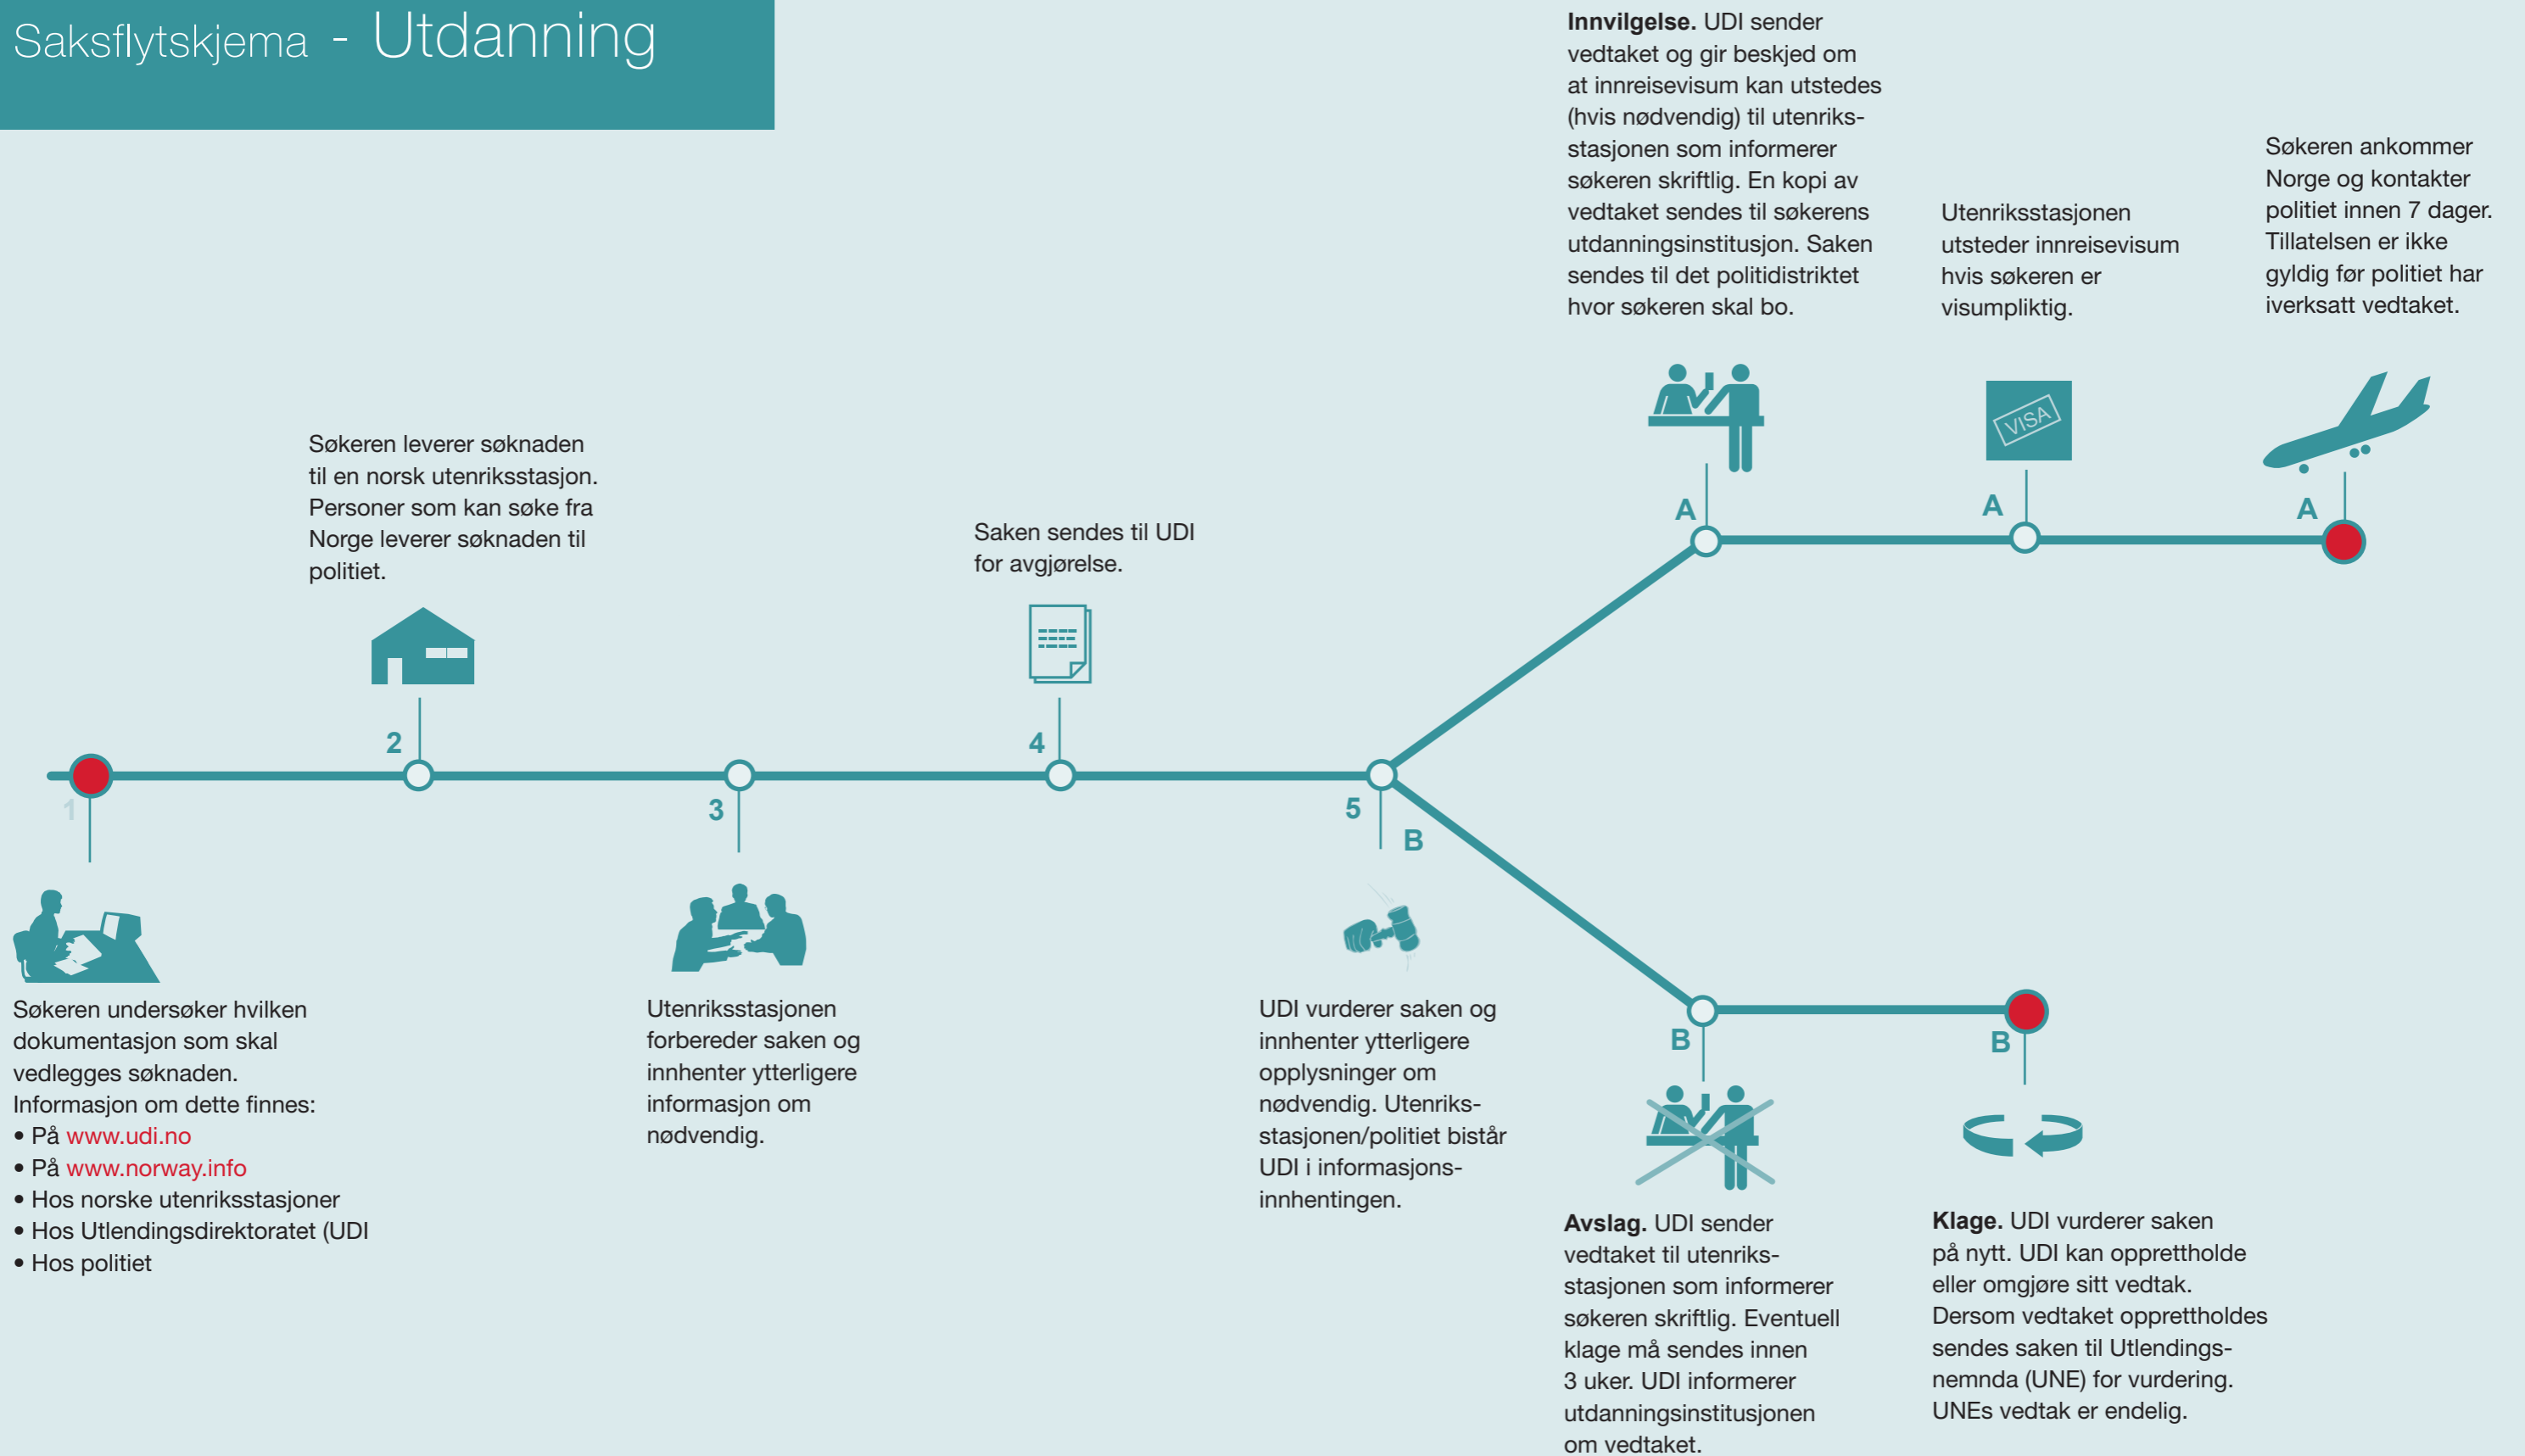 Saksflytskjema - Utdanning
Søkeren undersøker hvilken
dokumentasjon som skal
vedlegges søknaden.
Informasjon om dette finnes:
• På www.udi.no
• På www.norway.info
• Hos norske utenriksstasjoner
• Hos Utlendingsdirektoratet (UDI
• Hos politiet
1
Søkeren leverer søknaden
til en norsk utenriksstasjon.
Personer som kan søke fra
Norge leverer søknaden til
politiet.
2
3
Utenriksstasjonen
forbereder saken og
innhenter ytterligere
informasjon om
nødvendig.
Saken sendes til UDI
for avgjørelse.
4
5
B
UDI vurderer saken og
innhenter ytterligere
opplysninger om
nødvendig. Utenriks-
stasjonen/politiet bistår
UDI i informasjons-
innhentingen.
Innvilgelse. UDI sender
vedtaket og gir beskjed om
at innreisevisum kan utstedes
(hvis nødvendig) til utenriks-
stasjonen som informerer
søkeren skriftlig. En kopi av
vedtaket sendes til søkerens
utdanningsinstitusjon. Saken
sendes til det politidistriktet
hvor søkeren skal bo.
A
Utenriksstasjonen
utsteder innreisevisum
hvis søkeren er
visumpliktig.
VISA
A
Søkeren ankommer
Norge og kontakter
politiet innen 7 dager.
Tillatelsen er ikke
gyldig før politiet har
iverksatt vedtaket.
A
B
Avslag. UDI sender
vedtaket til utenriks-
stasjonen som informerer
søkeren skriftlig. Eventuell
klage må sendes innen
3 uker. UDI informerer
utdanningsinstitusjonen
om vedtaket.
B
Klage. UDI vurderer saken
på nytt. UDI kan opprettholde
eller omgjøre sitt vedtak.
Dersom vedtaket opprettholdes
sendes saken til Utlendings-
nemnda (UNE) for vurdering.
UNEs vedtak er endelig.